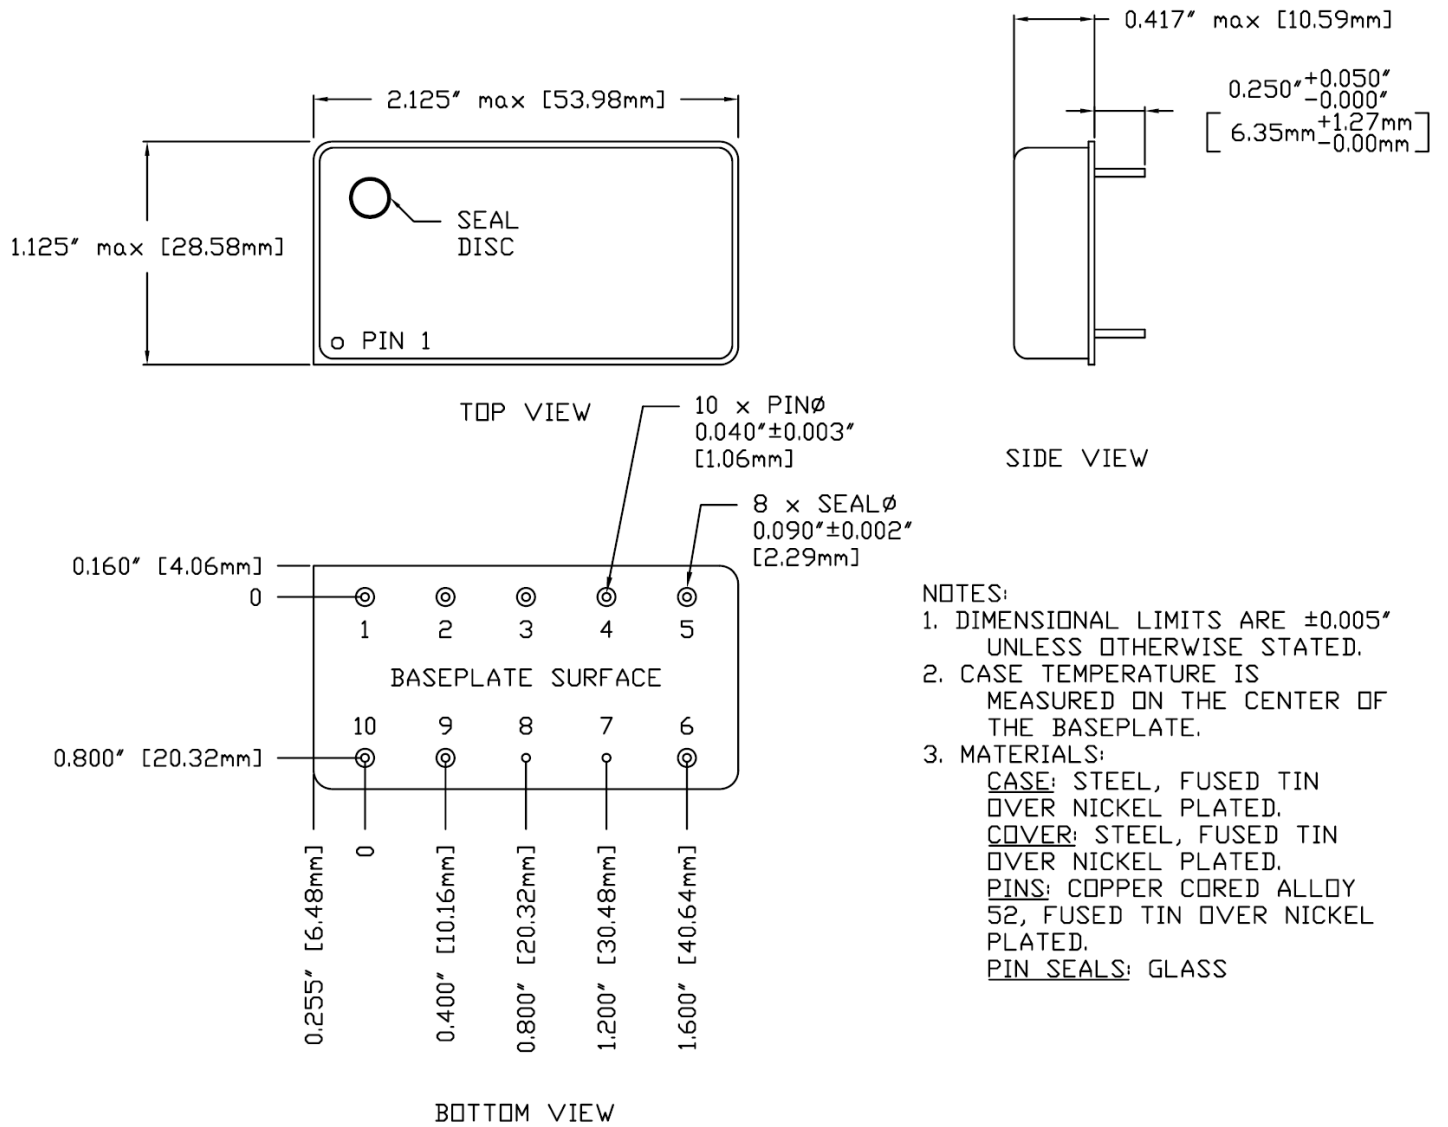 0.417″ max [10.59mm]
0.250″ +0.050″ -0.000″
[6.35mm +1.27mm -0.00mm]
2.125″ max [53.98mm]
SEAL
DISC
1.125″ max [28.58mm]
PIN 1
TOP VIEW
SIDE VIEW
10 x PINø
0.040″±0.003″
[1.06mm]
8 x SEALø
0.090″±0.002″
[2.29mm]
0.160″ [4.06mm]
0
1 2 3 4 5
BASEPLATE SURFACE
10 9 8 7 6
0.800″ [20.32mm]
0.255″ [6.48mm]
0
0.400″ [10.16mm]
0.800″ [20.32mm]
1.200″ [30.48mm]
1.600″ [40.64mm]
BOTTOM VIEW
NOTES:
1. DIMENSIONAL LIMITS ARE ±0.005″
UNLESS OTHERWISE STATED.
2. CASE TEMPERATURE IS
MEASURED ON THE CENTER OF
THE BASEPLATE.
3. MATERIALS:
CASE: STEEL, FUSED TIN
OVER NICKEL PLATED.
COVER: STEEL, FUSED TIN
OVER NICKEL PLATED.
PINS: COPPER CORED ALLOY
52, FUSED TIN OVER NICKEL
PLATED.
PIN SEALS: GLASS